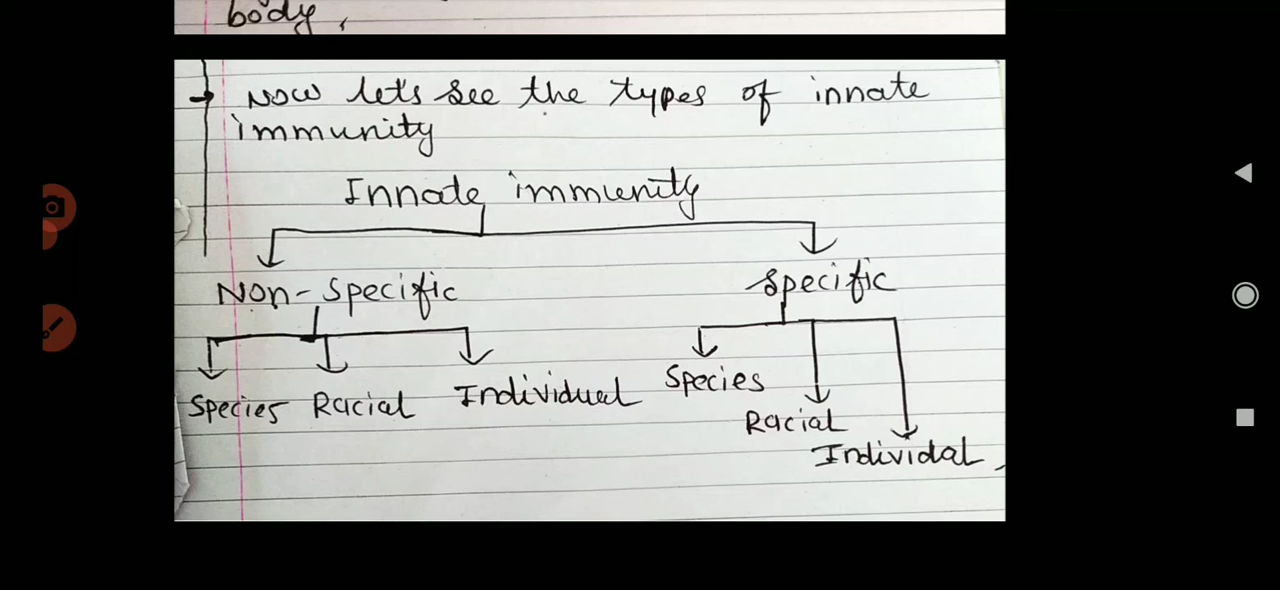 body,
→ Now let's see the types of innate
immunity
Innate immunity
Non-specific specific
Species Racial Individual Species
Racial
Individal,